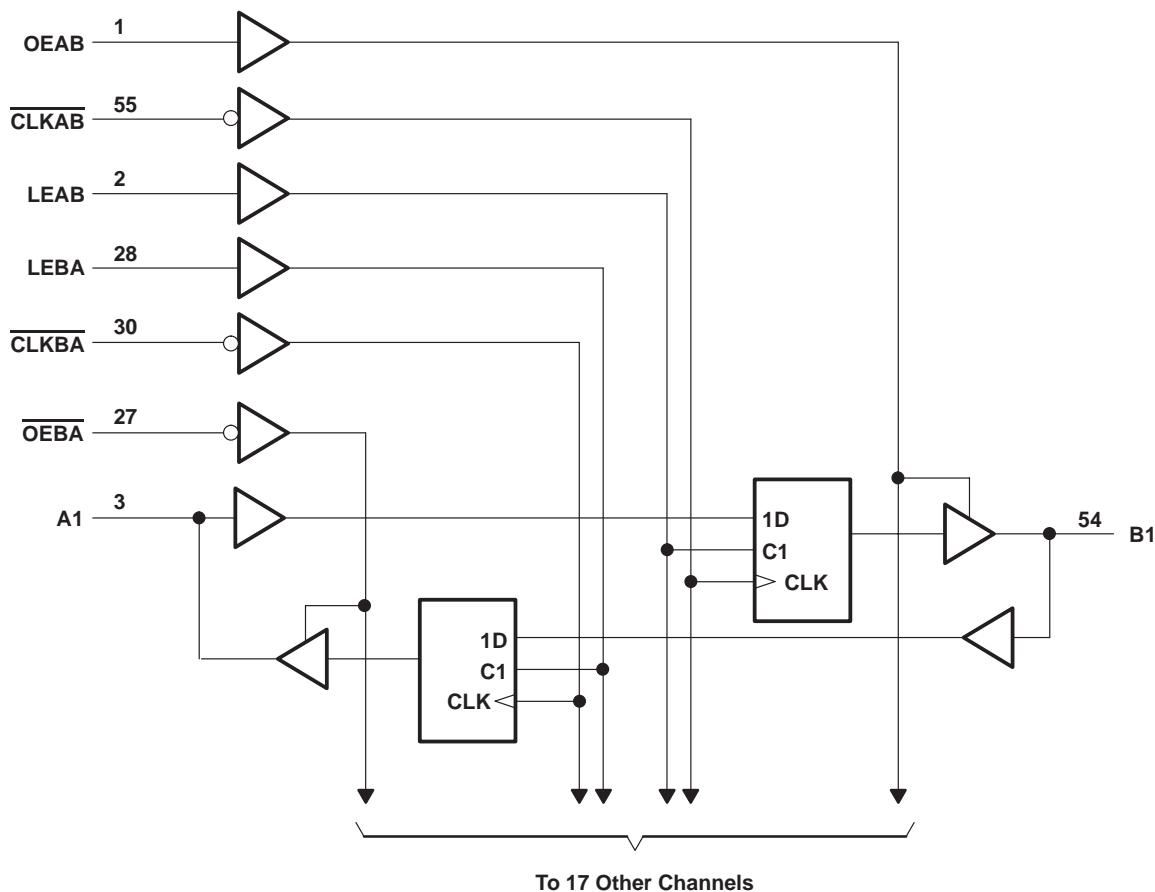 OEAB 1
CLKAB 55
LEAB 2
LEBA 28
CLKBA 30
OEBA 27
A1 3
1D
C1
CLK
54 B1
1D
C1
CLK
To 17 Other Channels